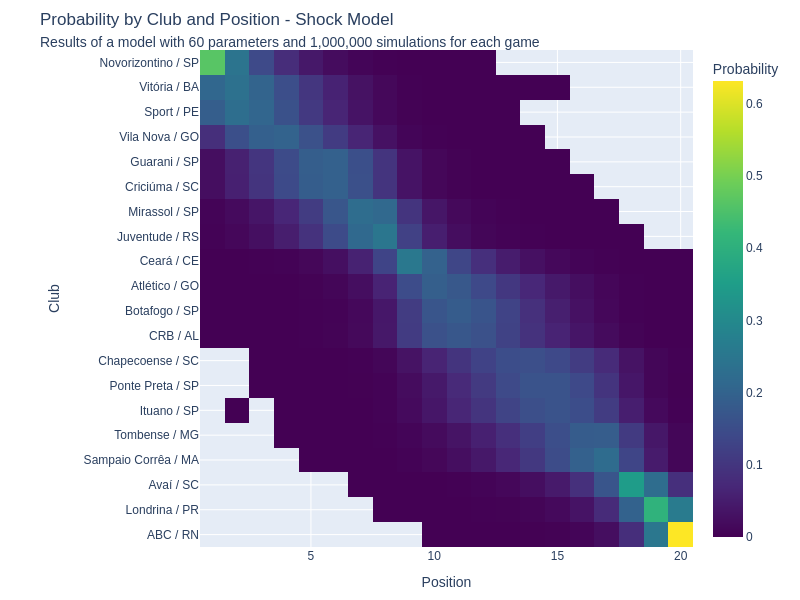 Probability by Club and Position - Shock Model
Results of a model with 60 parameters and 1,000,000 simulations for each game
Probability
Novorizontino / SP
Vitória / BA
Sport / PE
Vila Nova / GO
Guarani / SP
Criciúma / SC
Mirassol / SP
Juventude / RS
Ceará / CE
Atlético / GO
Botafogo / SP
CRB / AL
Chapecoense / SC
Ponte Preta / SP
Ituano / SP
Tombense / MG
Sampaio Corrêa / MA
Avaí / SC
Londrina / PR
ABC / RN
Club
5
10
15
20
Position
0.6
0.5
0.4
0.3
0.2
0.1
0